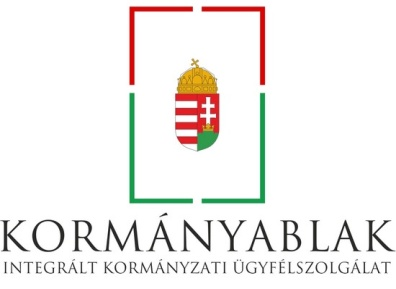 KORMÁNYABLAK
INTEGRÁLT KORMÁNYZATI ÜGYFÉLSZOLGÁLAT